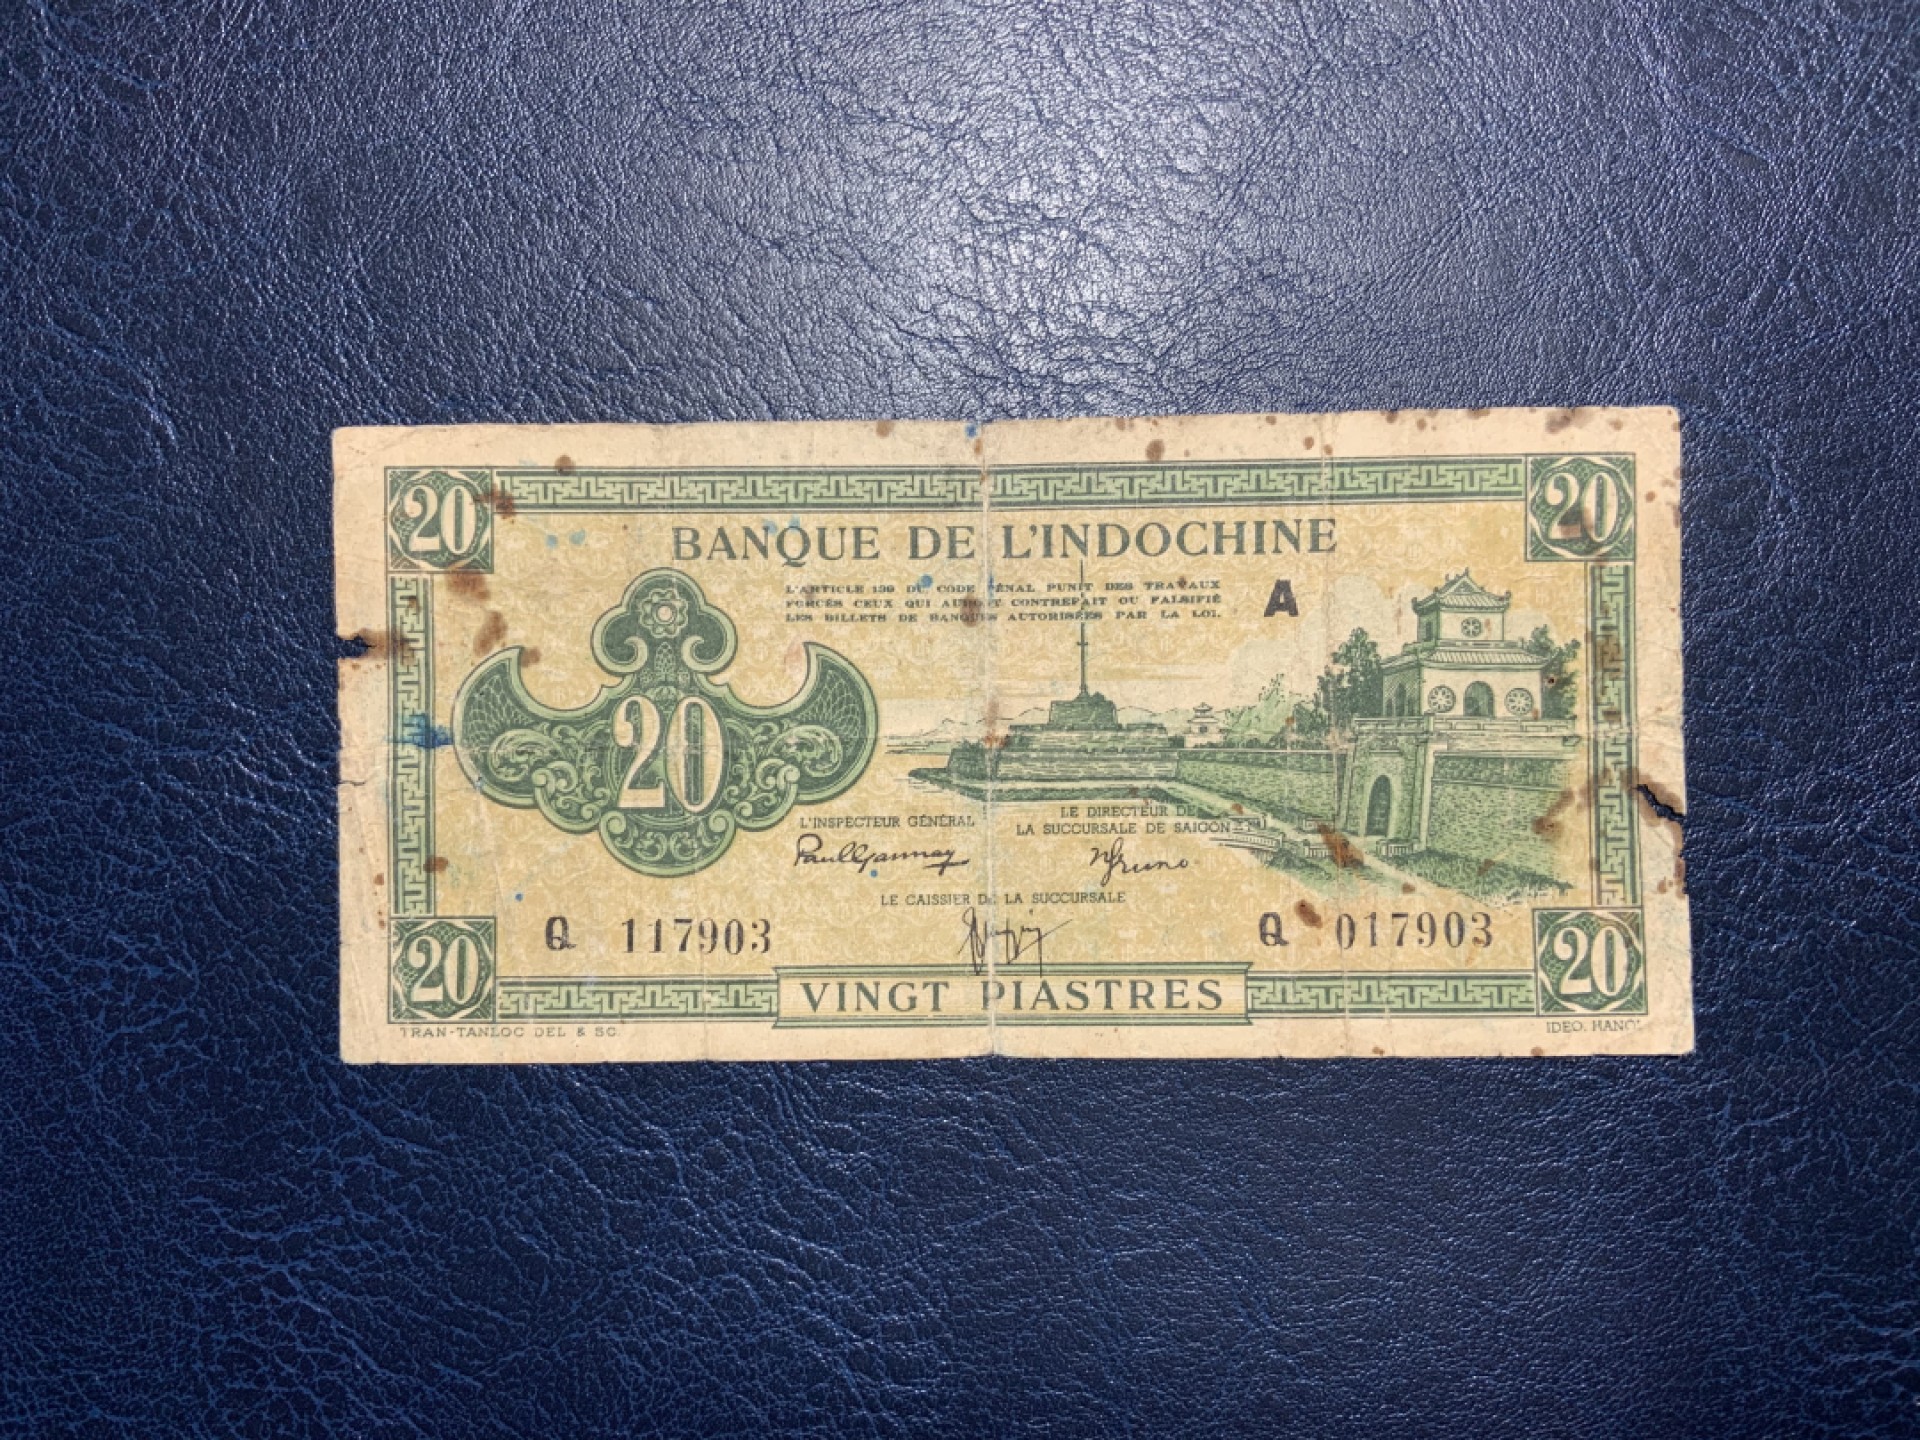 20 20
BANQUE DE L'INDOCHINE
L'ARTICLE 139 DU CODE PÉNAL PUNIT DES TRAVAUX
FORCÉS CEUX QUI AURONT CONTREFAIT OU FALSIFIÉ
LES BILLETS DE BANQUES AUTORISÉES PAR LA LOI.
A
20
L'INSPECTEUR GÉNÉRAL
LE DIRECTEUR DE
LA SUCCURSALE DE SAIGON
Paul Gannay
LE CAISSIER DE LA SUCCURSALE
Q 117903
Q 017903
20 20
VINGT PIASTRES
TRAN-TANLOC DEL & SC.
IDEO. HANOI